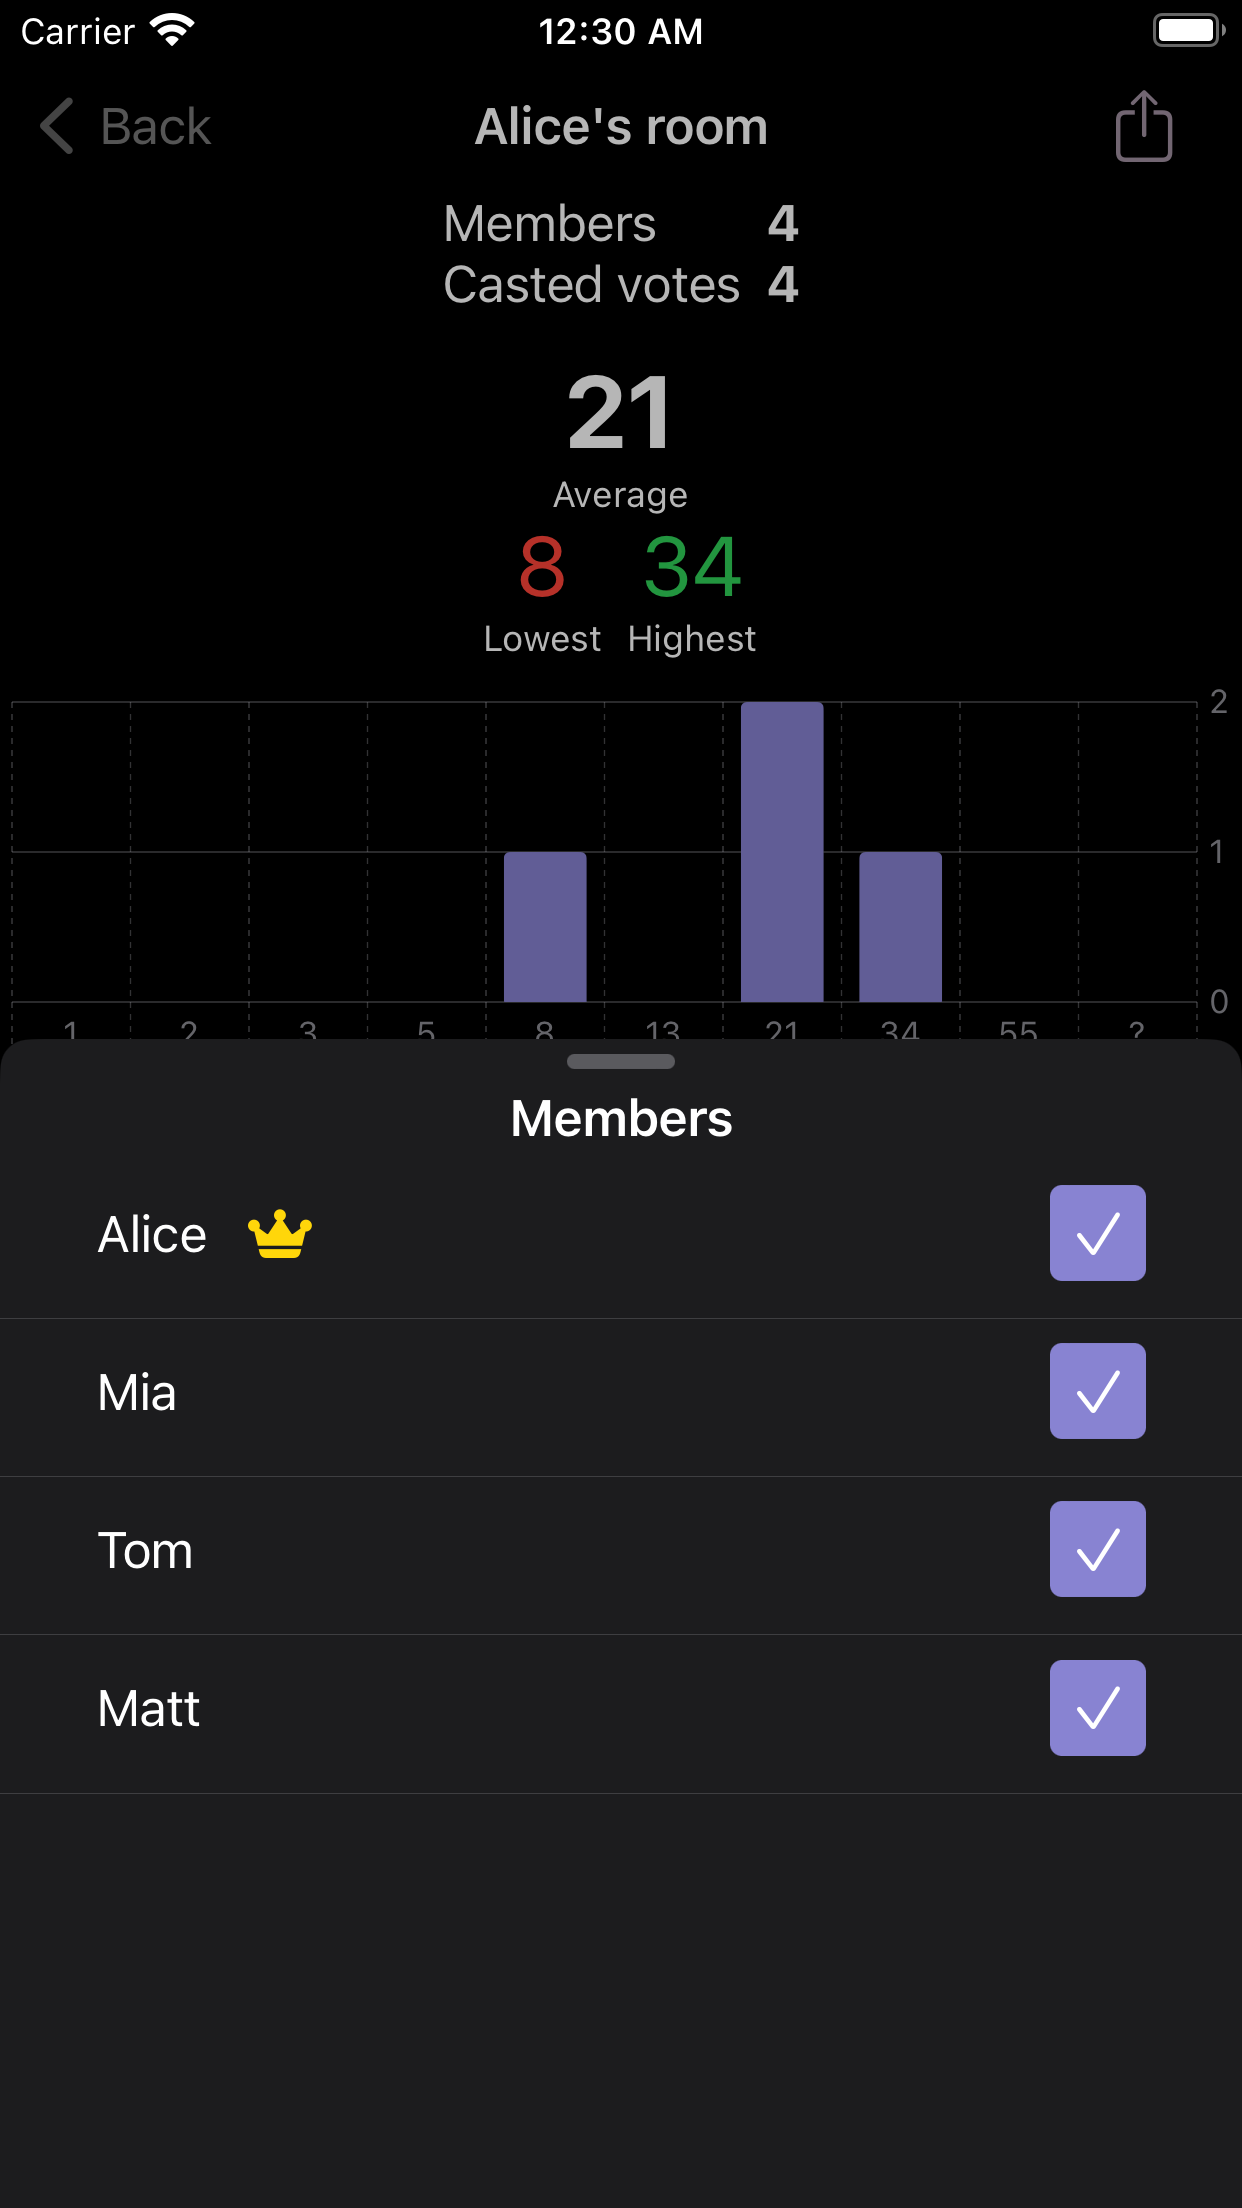 Carrier 12:30 AM
Back Alice's room
Members 4
Casted votes 4
21
Average
8 34
Lowest Highest
2
1
0
1 2 3 5 8 13 21 34 55 ?
Members
Alice
Mia
Tom
Matt